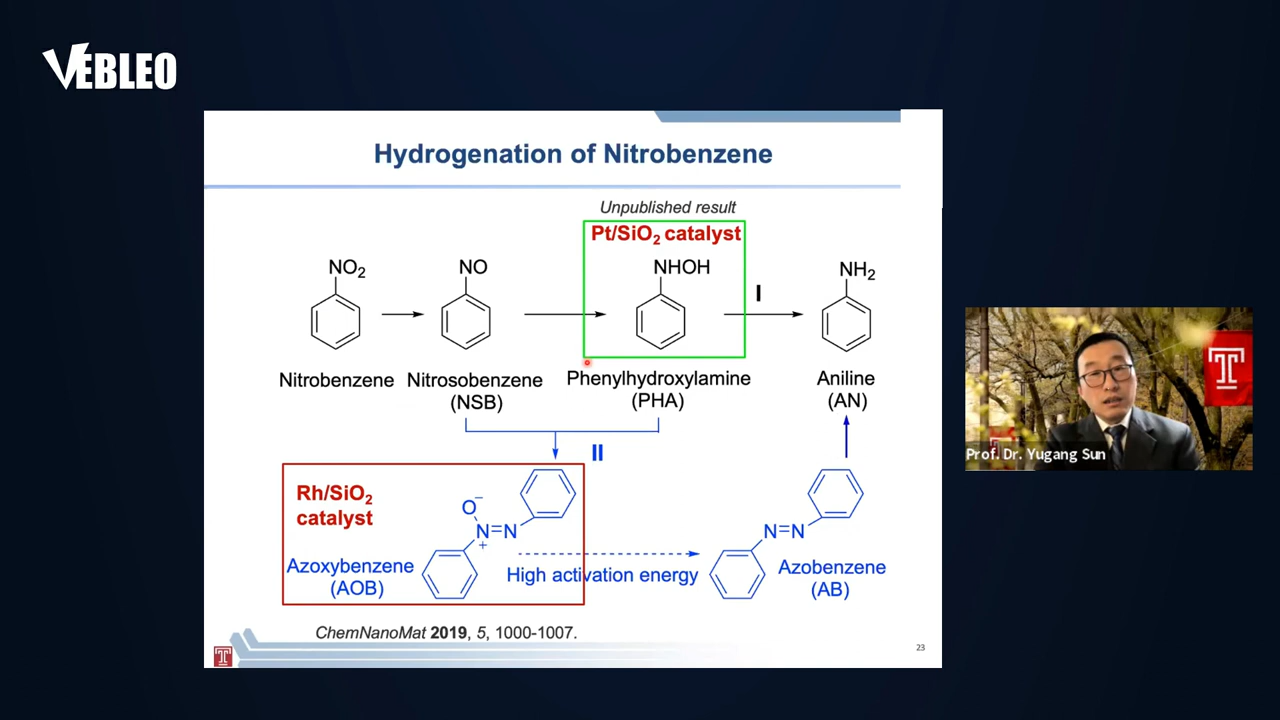 VEBLEO
Hydrogenation of Nitrobenzene
Unpublished result
Pt/SiO₂ catalyst
NO₂
NO
NHOH
NH₂
I
Nitrobenzene
Nitrosobenzene
(NSB)
Phenylhydroxylamine
(PHA)
Aniline
(AN)
II
Rh/SiO₂
catalyst
O⁻
N=N
+
N=N
Azoxybenzene
(AOB)
High activation energy
Azobenzene
(AB)
ChemNanoMat 2019, 5, 1000-1007.
T
23
T
Prof. Dr. Yugang Sun